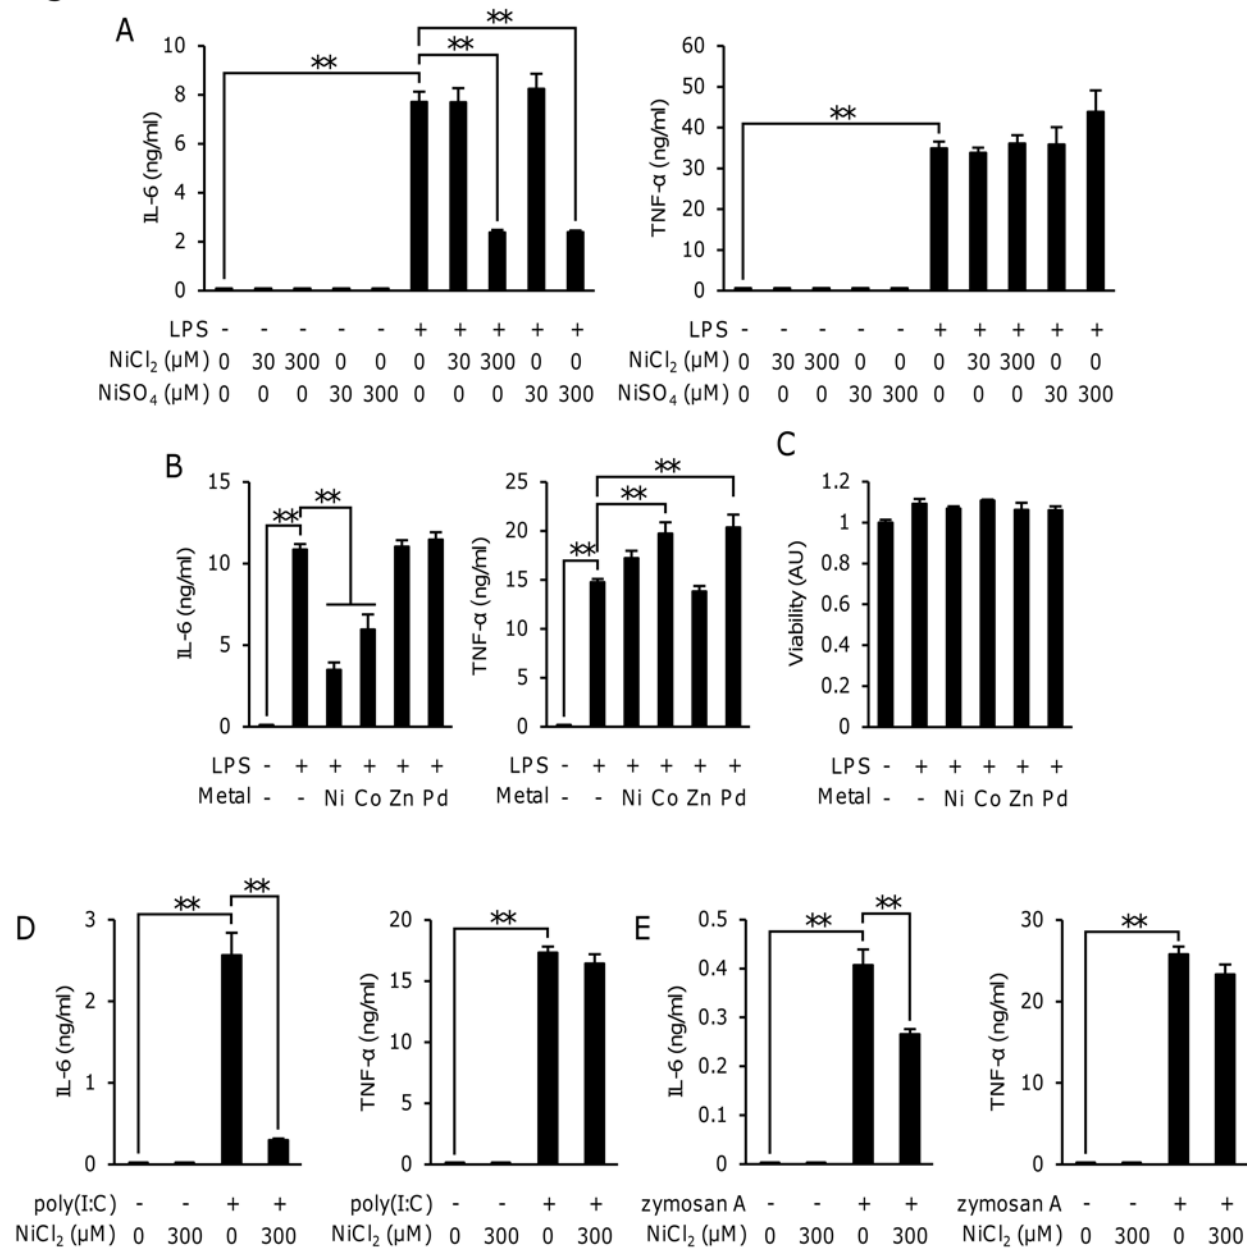 A
**
**
**
10
8
6
4
2
0
IL-6 (ng/ml)
LPS - - - - - + + + + +
NiCl₂ (μM) 0 30 300 0 0 0 30 300 0 0
NiSO₄ (μM) 0 0 0 30 300 0 0 0 30 300
**
60
50
40
30
20
10
0
TNF-α (ng/ml)
LPS - - - - - + + + + +
NiCl₂ (μM) 0 30 300 0 0 0 30 300 0 0
NiSO₄ (μM) 0 0 0 30 300 0 0 0 30 300
B
**
**
15
10
5
0
IL-6 (ng/ml)
LPS - + + + + +
Metal - - Ni Co Zn Pd
**
**
**
25
20
15
10
5
0
TNF-α (ng/ml)
LPS - + + + + +
Metal - - Ni Co Zn Pd
C
1.2
1
0.8
0.6
0.4
0.2
0
Viability (AU)
LPS - + + + + +
Metal - - Ni Co Zn Pd
D
**
**
3
2
1
0
IL-6 (ng/ml)
poly(I:C) - - + +
NiCl₂ (μM) 0 300 0 300
**
20
15
10
5
0
TNF-α (ng/ml)
poly(I:C) - - + +
NiCl₂ (μM) 0 300 0 300
E
**
**
0.5
0.4
0.3
0.2
0.1
0
IL-6 (ng/ml)
zymosan A - - + +
NiCl₂ (μM) 0 300 0 300
**
30
20
10
0
TNF-α (ng/ml)
zymosan A - - + +
NiCl₂ (μM) 0 300 0 300